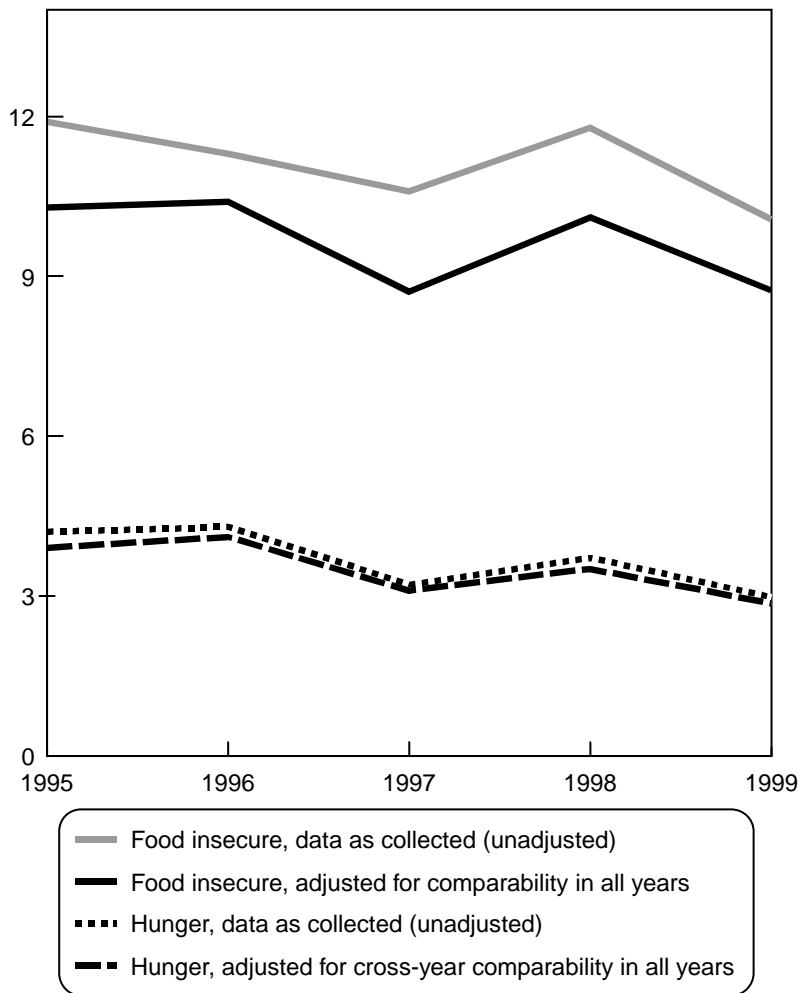 12
9
6
3
0
1995 1996 1997 1998 1999
Food insecure, data as collected (unadjusted)
Food insecure, adjusted for comparability in all years
Hunger, data as collected (unadjusted)
Hunger, adjusted for cross-year comparability in all years